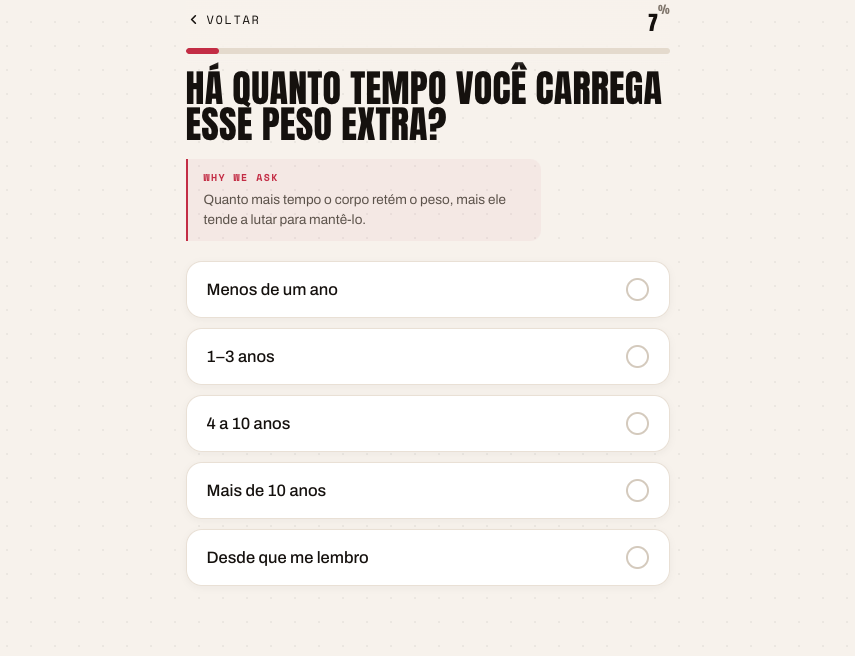 VOLTAR
7%
HÁ QUANTO TEMPO VOCÊ CARREGA
ESSE PESO EXTRA?
WHY WE ASK
Quanto mais tempo o corpo retém o peso, mais ele
tende a lutar para mantê-lo.
Menos de um ano
1–3 anos
4 a 10 anos
Mais de 10 anos
Desde que me lembro